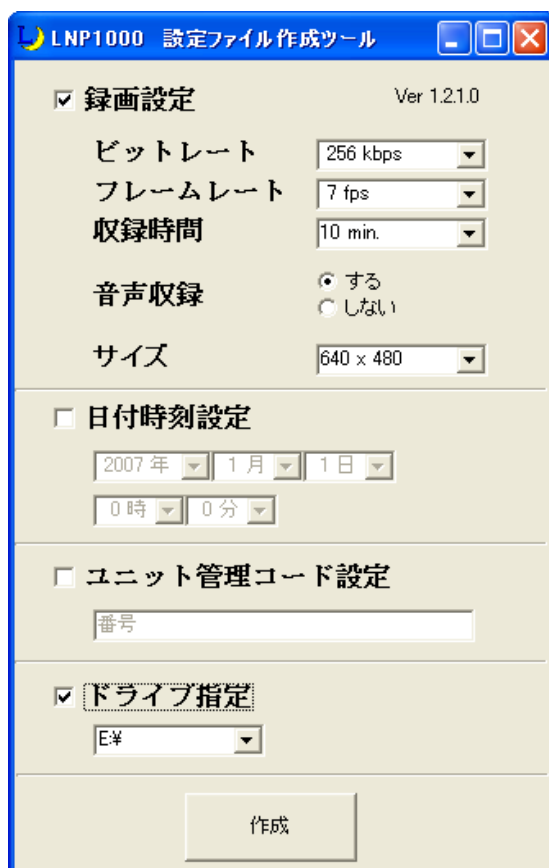 LNP1000 設定ファイル作成ツール
録画設定 Ver 1.2.1.0
ビットレート 256 kbps
フレームレート 7 fps
収録時間 10 min.
音声収録 する
しない
サイズ 640 x 480
日付時刻設定
2007 年 1 月 1 日
0 時 0 分
ユニット管理コード設定
番号
ドライブ指定
E:¥
作成